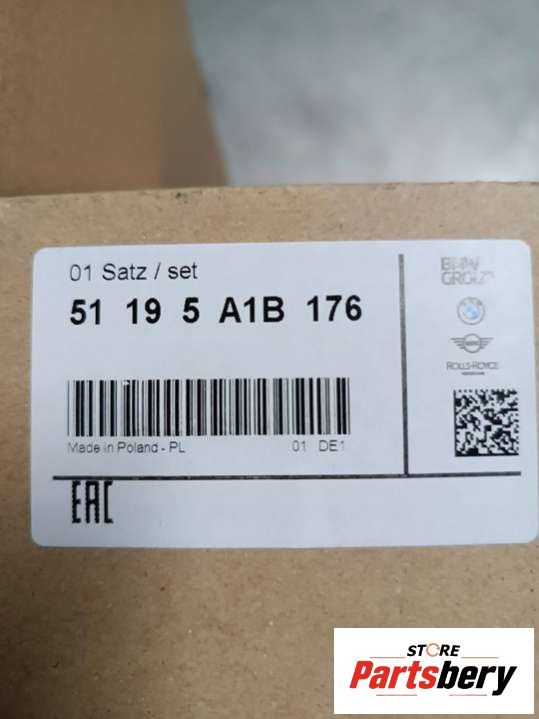 01 Satz / set
51 19 5 A1B 176
Made in Poland - PL 01 DE1
EAC
BMW
GROUP
MINI
ROLLS-ROYCE
STORE
Partsbery